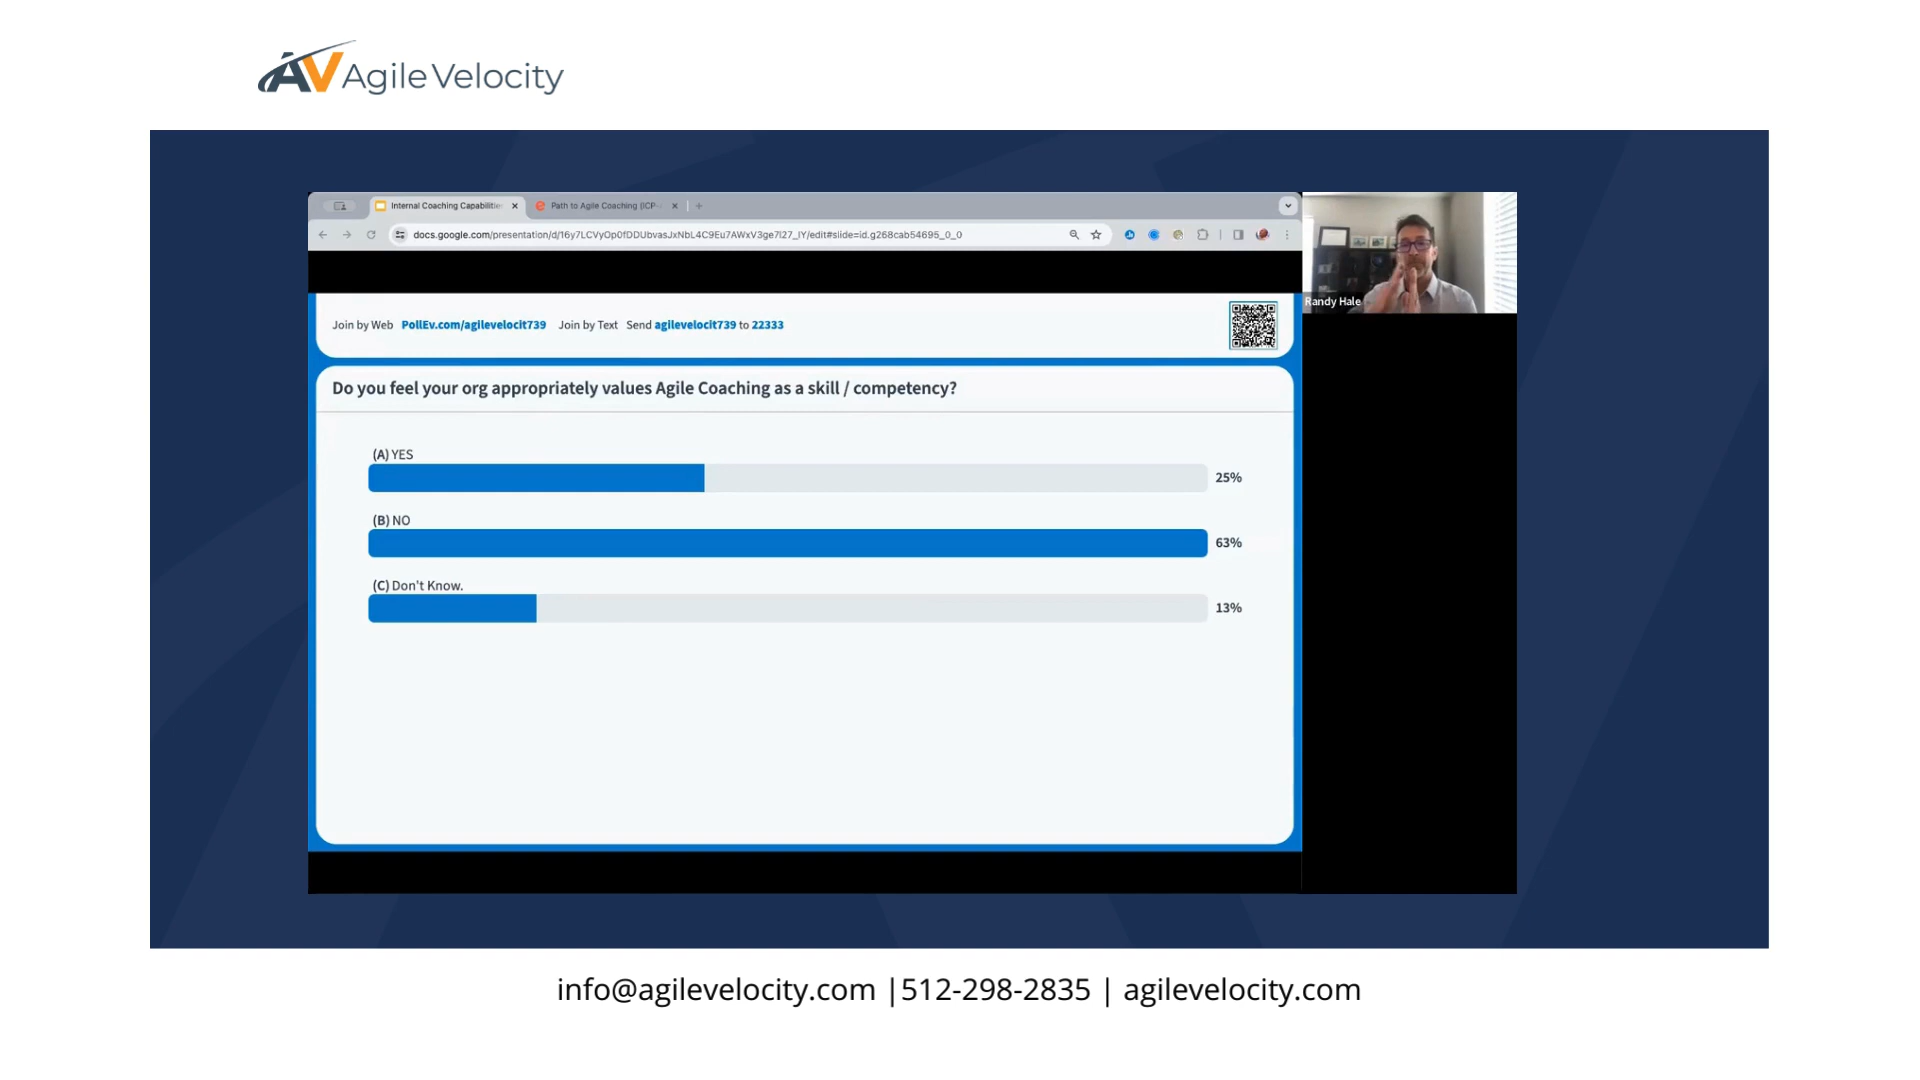 AV Agile Velocity
Internal Coaching Capabilitie
Path to Agile Coaching (ICP-
docs.google.com/presentation/d/16y7LCVyOp0fDDUbvasJxNbL4C9Eu7AWxV3ge7l27_lY/edit#slide=id.g268cab54695_0_0
Randy Hale
Join by Web PollEv.com/agilevelocit739 Join by Text Send agilevelocit739 to 22333
Do you feel your org appropriately values Agile Coaching as a skill / competency?
(A) YES
25%
(B) NO
63%
(C) Don't Know.
13%
info@agilevelocity.com |512-298-2835 | agilevelocity.com